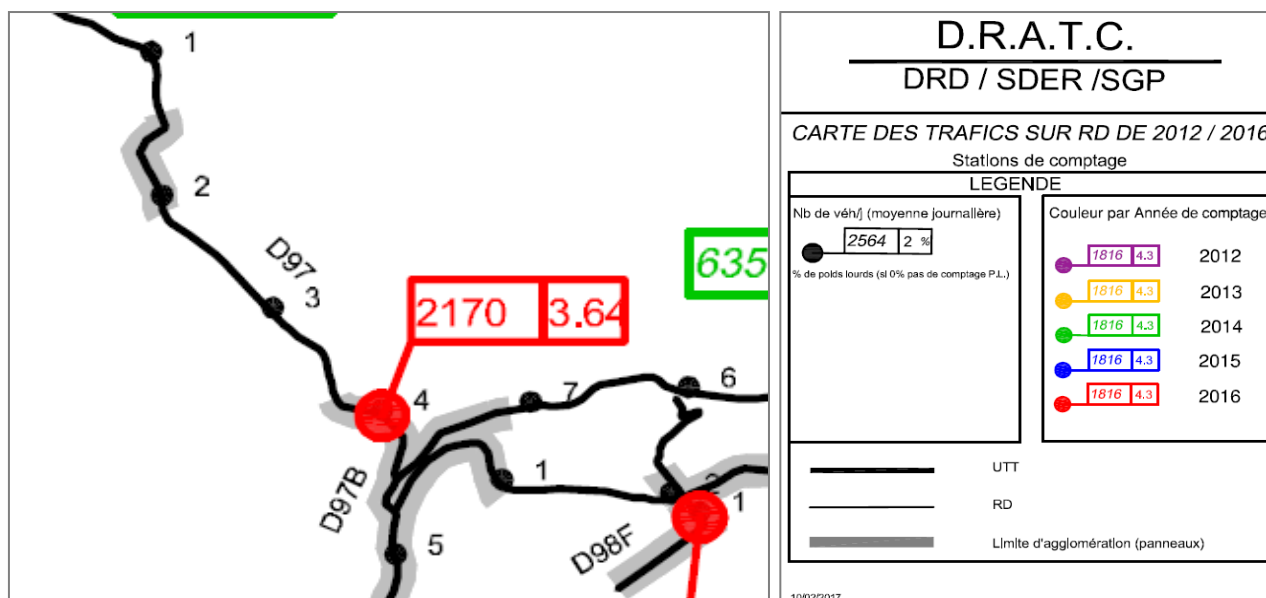 1
2
D97
3
635
2170 3.64
4
7
6
D97B
1
2
1
5
D98F
D.R.A.T.C.
DRD / SDER /SGP
CARTE DES TRAFICS SUR RD DE 2012 / 2016
Stations de comptage
LEGENDE
Nb de véh/j (moyenne journalière)
2564 2 %
% de poids lourds (si 0% pas de comptage P.L.)
Couleur par Année de comptage
1816 4.3 2012
1816 4.3 2013
1816 4.3 2014
1816 4.3 2015
1816 4.3 2016
UTT
RD
Limite d'agglomération (panneaux)
10/02/2017